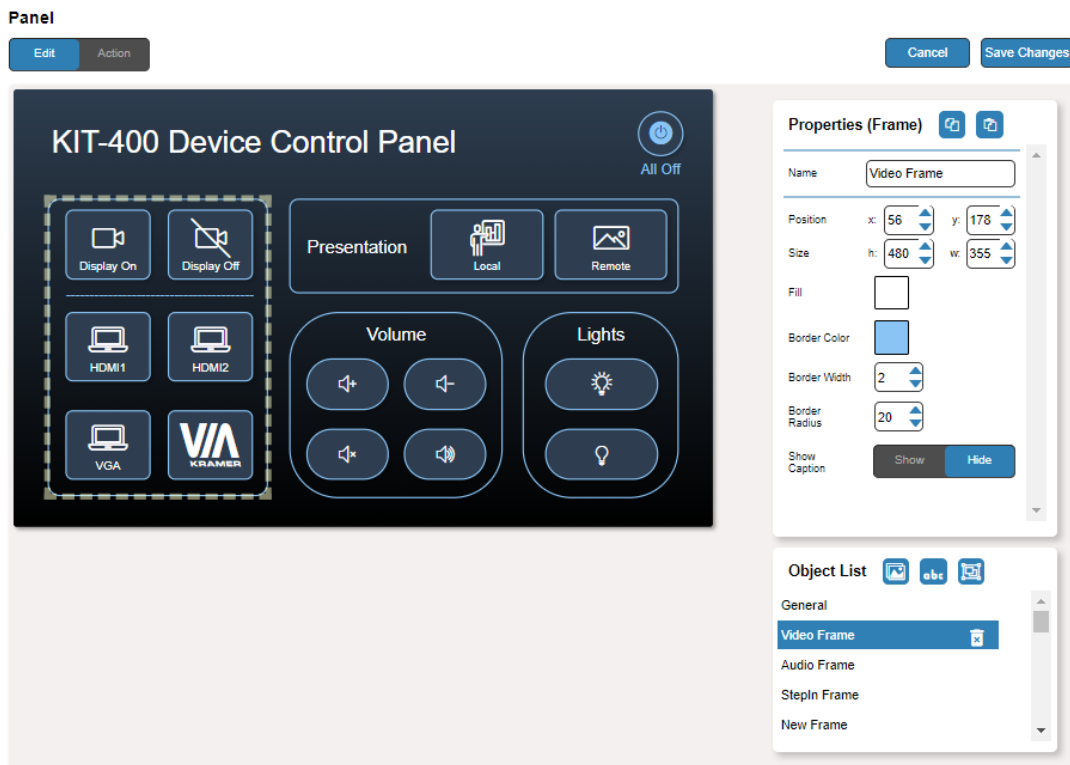 Panel
Edit Action
Cancel Save Changes
KIT-400 Device Control Panel
All Off
Display On Display Off
HDMI1 HDMI2
VGA VIA
KRAMER
Presentation
Local Remote
Volume
Lights
Properties (Frame)
Name Video Frame
Position x: 56 y: 178
Size h: 480 w: 355
Fill
Border Color
Border Width 2
Border
Radius 20
Show
Caption Show Hide
Object List abc
General
Video Frame
Audio Frame
StepIn Frame
New Frame